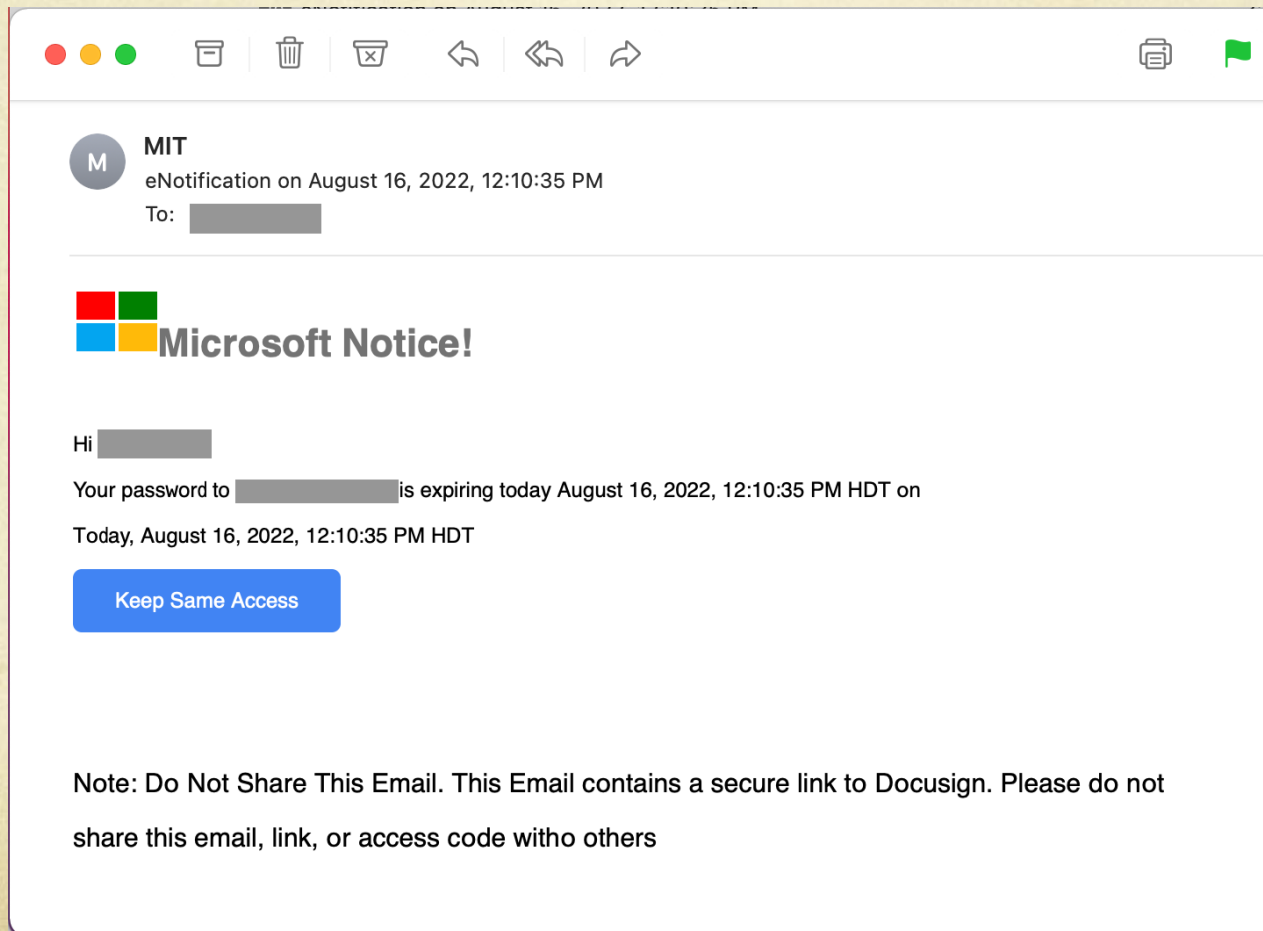 M
MIT
eNotification on August 16, 2022, 12:10:35 PM
To:
Microsoft Notice!
Hi
Your password to is expiring today August 16, 2022, 12:10:35 PM HDT on
Today, August 16, 2022, 12:10:35 PM HDT
Keep Same Access
Note: Do Not Share This Email. This Email contains a secure link to Docusign. Please do not
share this email, link, or access code witho others